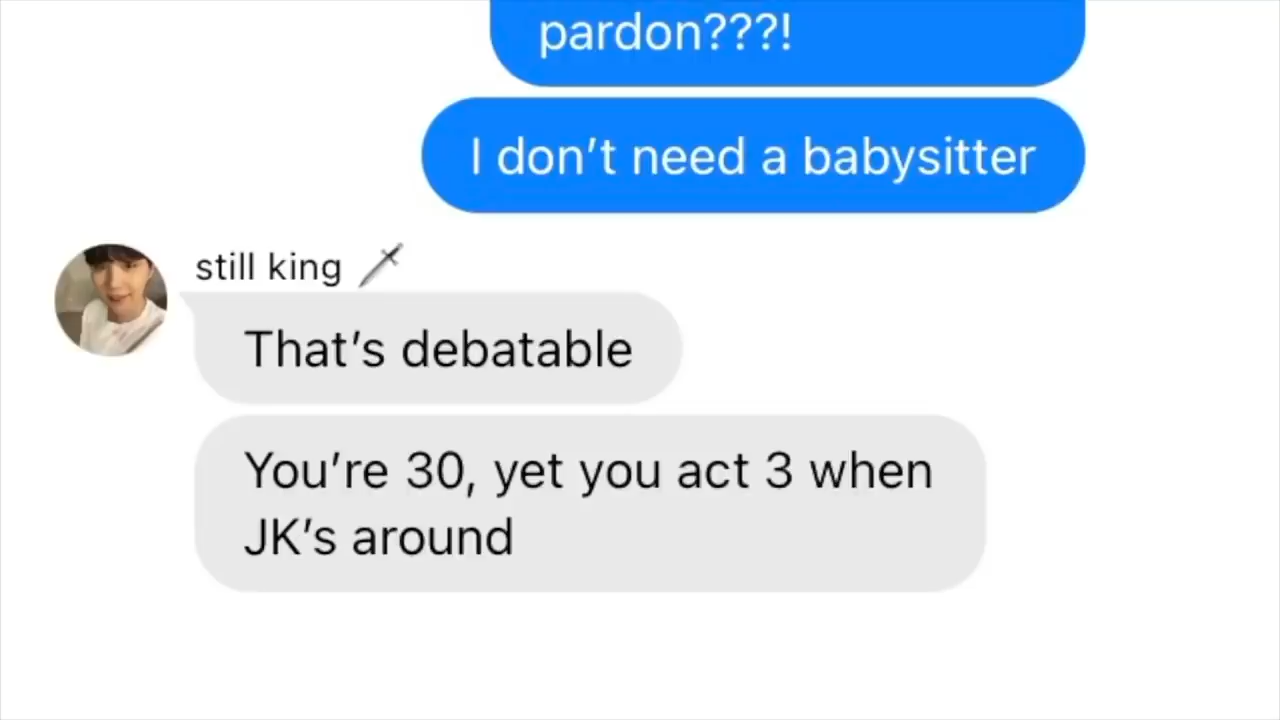 pardon???!
I don’t need a babysitter
still king 🗡️
That’s debatable
You’re 30, yet you act 3 when
JK’s around